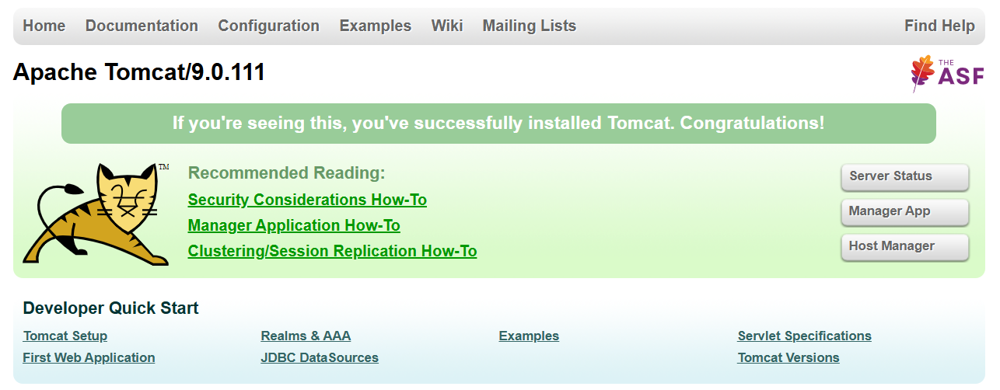 Home Documentation Configuration Examples Wiki Mailing Lists Find Help
Apache Tomcat/9.0.111
THE
ASF
If you're seeing this, you've successfully installed Tomcat. Congratulations!
TM
Recommended Reading:
Security Considerations How-To
Manager Application How-To
Clustering/Session Replication How-To
Server Status
Manager App
Host Manager
Developer Quick Start
Tomcat Setup Realms & AAA Examples Servlet Specifications
First Web Application JDBC DataSources Tomcat Versions